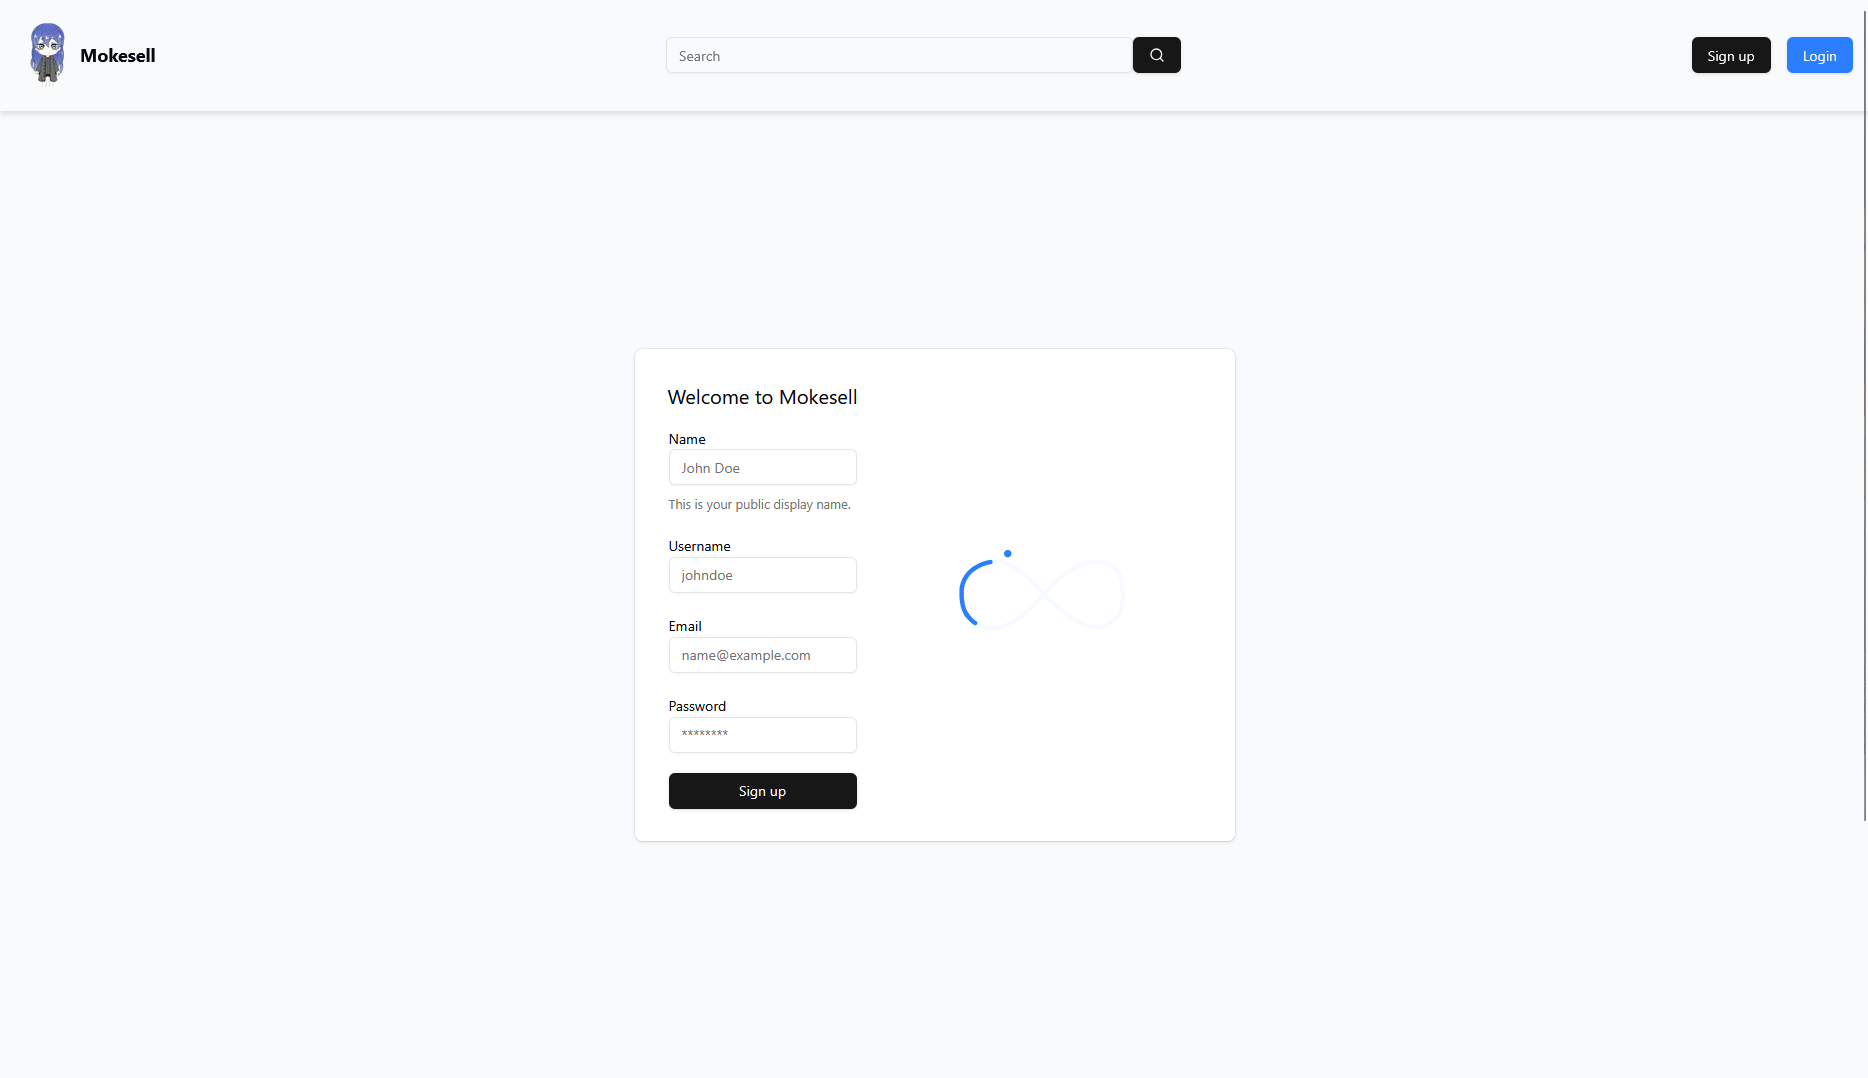 Mokesell
Search
Sign up
Login
Welcome to Mokesell
Name
John Doe
This is your public display name.
Username
johndoe
Email
name@example.com
Password
********
Sign up